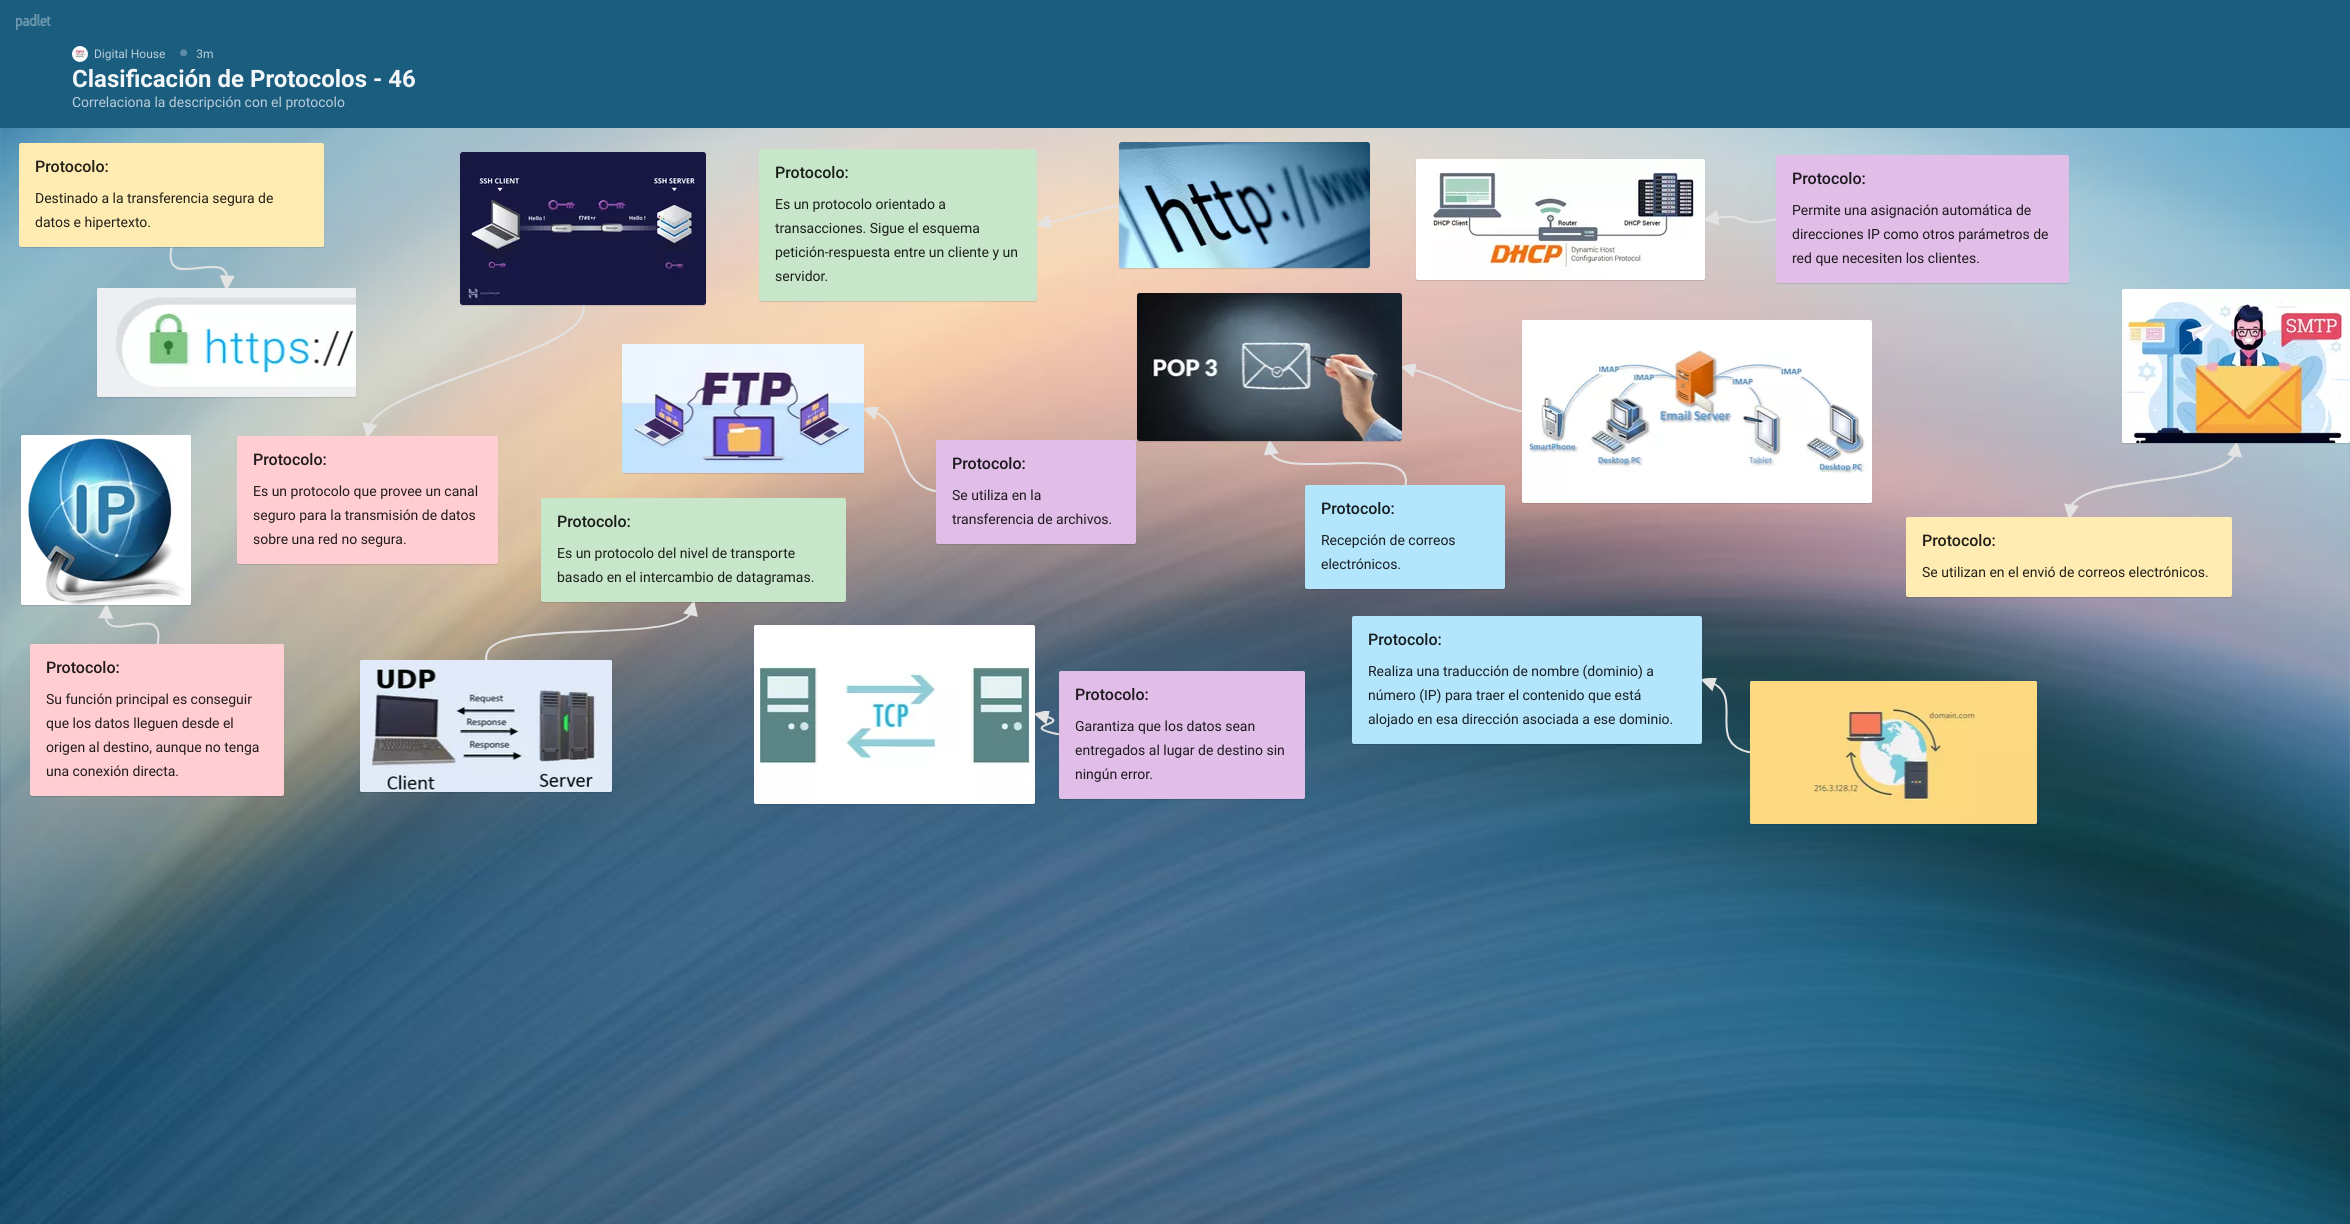 padlet
Digital House
3m
Clasificación de Protocolos - 46
Correlaciona la descripción con el protocolo
Protocolo:
Destinado a la transferencia segura de
datos e hipertexto.
https://
SSH CLIENT
SSH SERVER
Hello !
Hello !
Protocolo:
Es un protocolo orientado a
transacciones. Sigue el esquema
petición-respuesta entre un cliente y un
servidor.
http://www
DHCP Client
Router
DHCP Server
DHCP
Dynamic Host
Configuration Protocol
Protocolo:
Permite una asignación automática de
direcciones IP como otros parámetros de
red que necesiten los clientes.
FTP
POP 3
IMAP
IMAP
IMAP
IMAP
Email Server
SmartPhone
Desktop PC
Tablet
Desktop PC
SMTP
IP
Protocolo:
Es un protocolo que provee un canal
seguro para la transmisión de datos
sobre una red no segura.
Protocolo:
Es un protocolo del nivel de transporte
basado en el intercambio de datagramas.
Protocolo:
Se utiliza en la
transferencia de archivos.
Protocolo:
Recepción de correos
electrónicos.
Protocolo:
Se utilizan en el envió de correos electrónicos.
Protocolo:
Su función principal es conseguir
que los datos lleguen desde el
origen al destino, aunque no tenga
una conexión directa.
UDP
Request
Response
Response
Client
Server
TCP
Protocolo:
Garantiza que los datos sean
entregados al lugar de destino sin
ningún error.
Protocolo:
Realiza una traducción de nombre (dominio) a
número (IP) para traer el contenido que está
alojado en esa dirección asociada a ese dominio.
domain.com
216.3.128.12